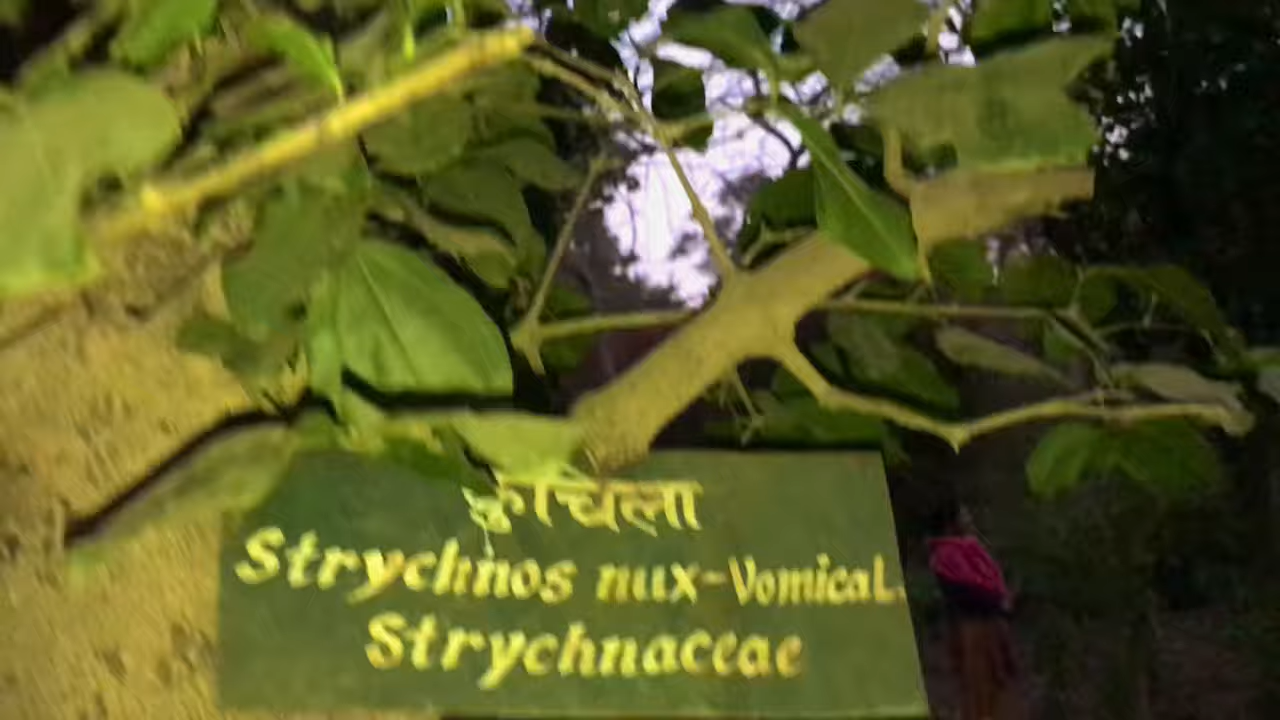 कुचिला
Strychnos nux-Vomica L.
Strychnaceae